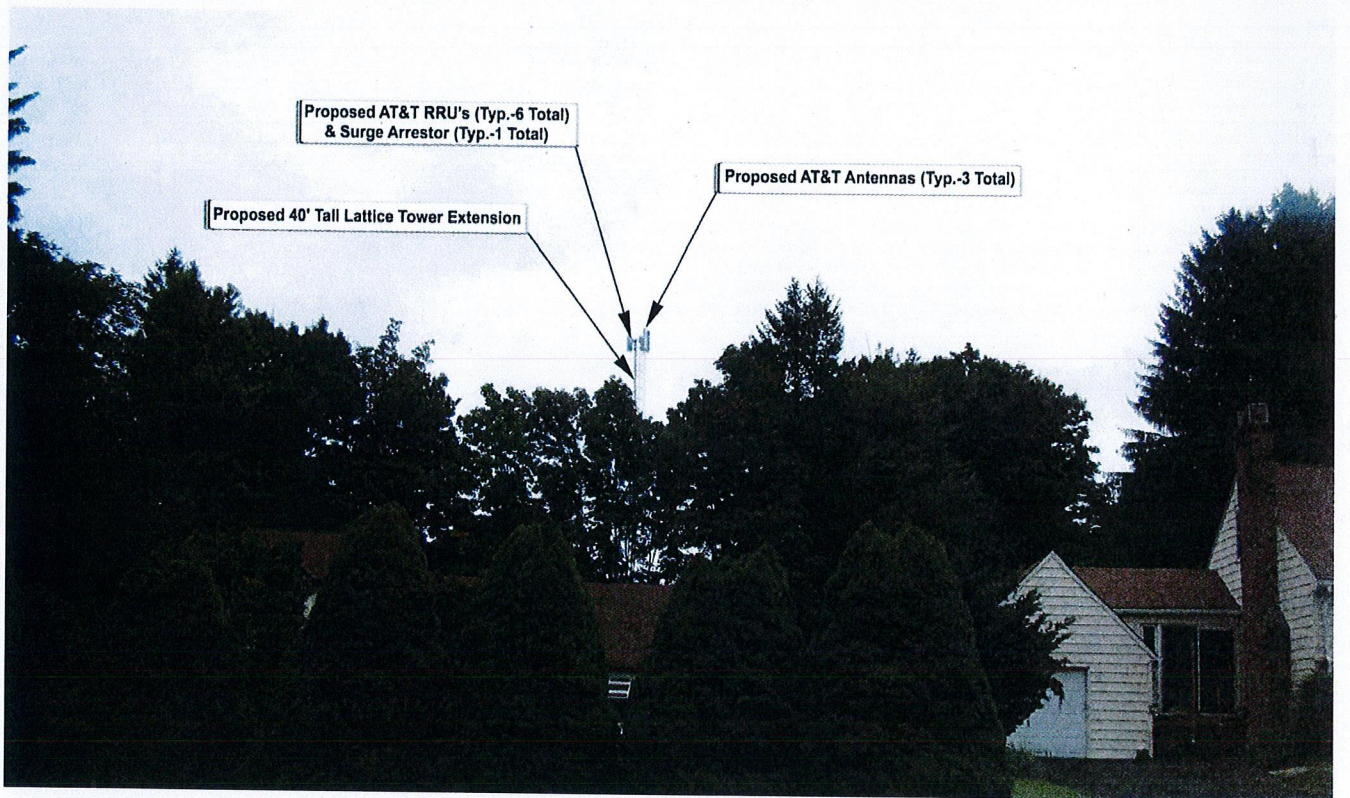 Proposed AT&T RRU's (Typ.-6 Total)
& Surge Arrestor (Typ.-1 Total)
Proposed AT&T Antennas (Typ.-3 Total)
Proposed 40' Tall Lattice Tower Extension